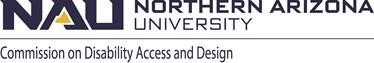 NAU NORTHERN ARIZONA
UNIVERSITY
Commission on Disability Access and Design